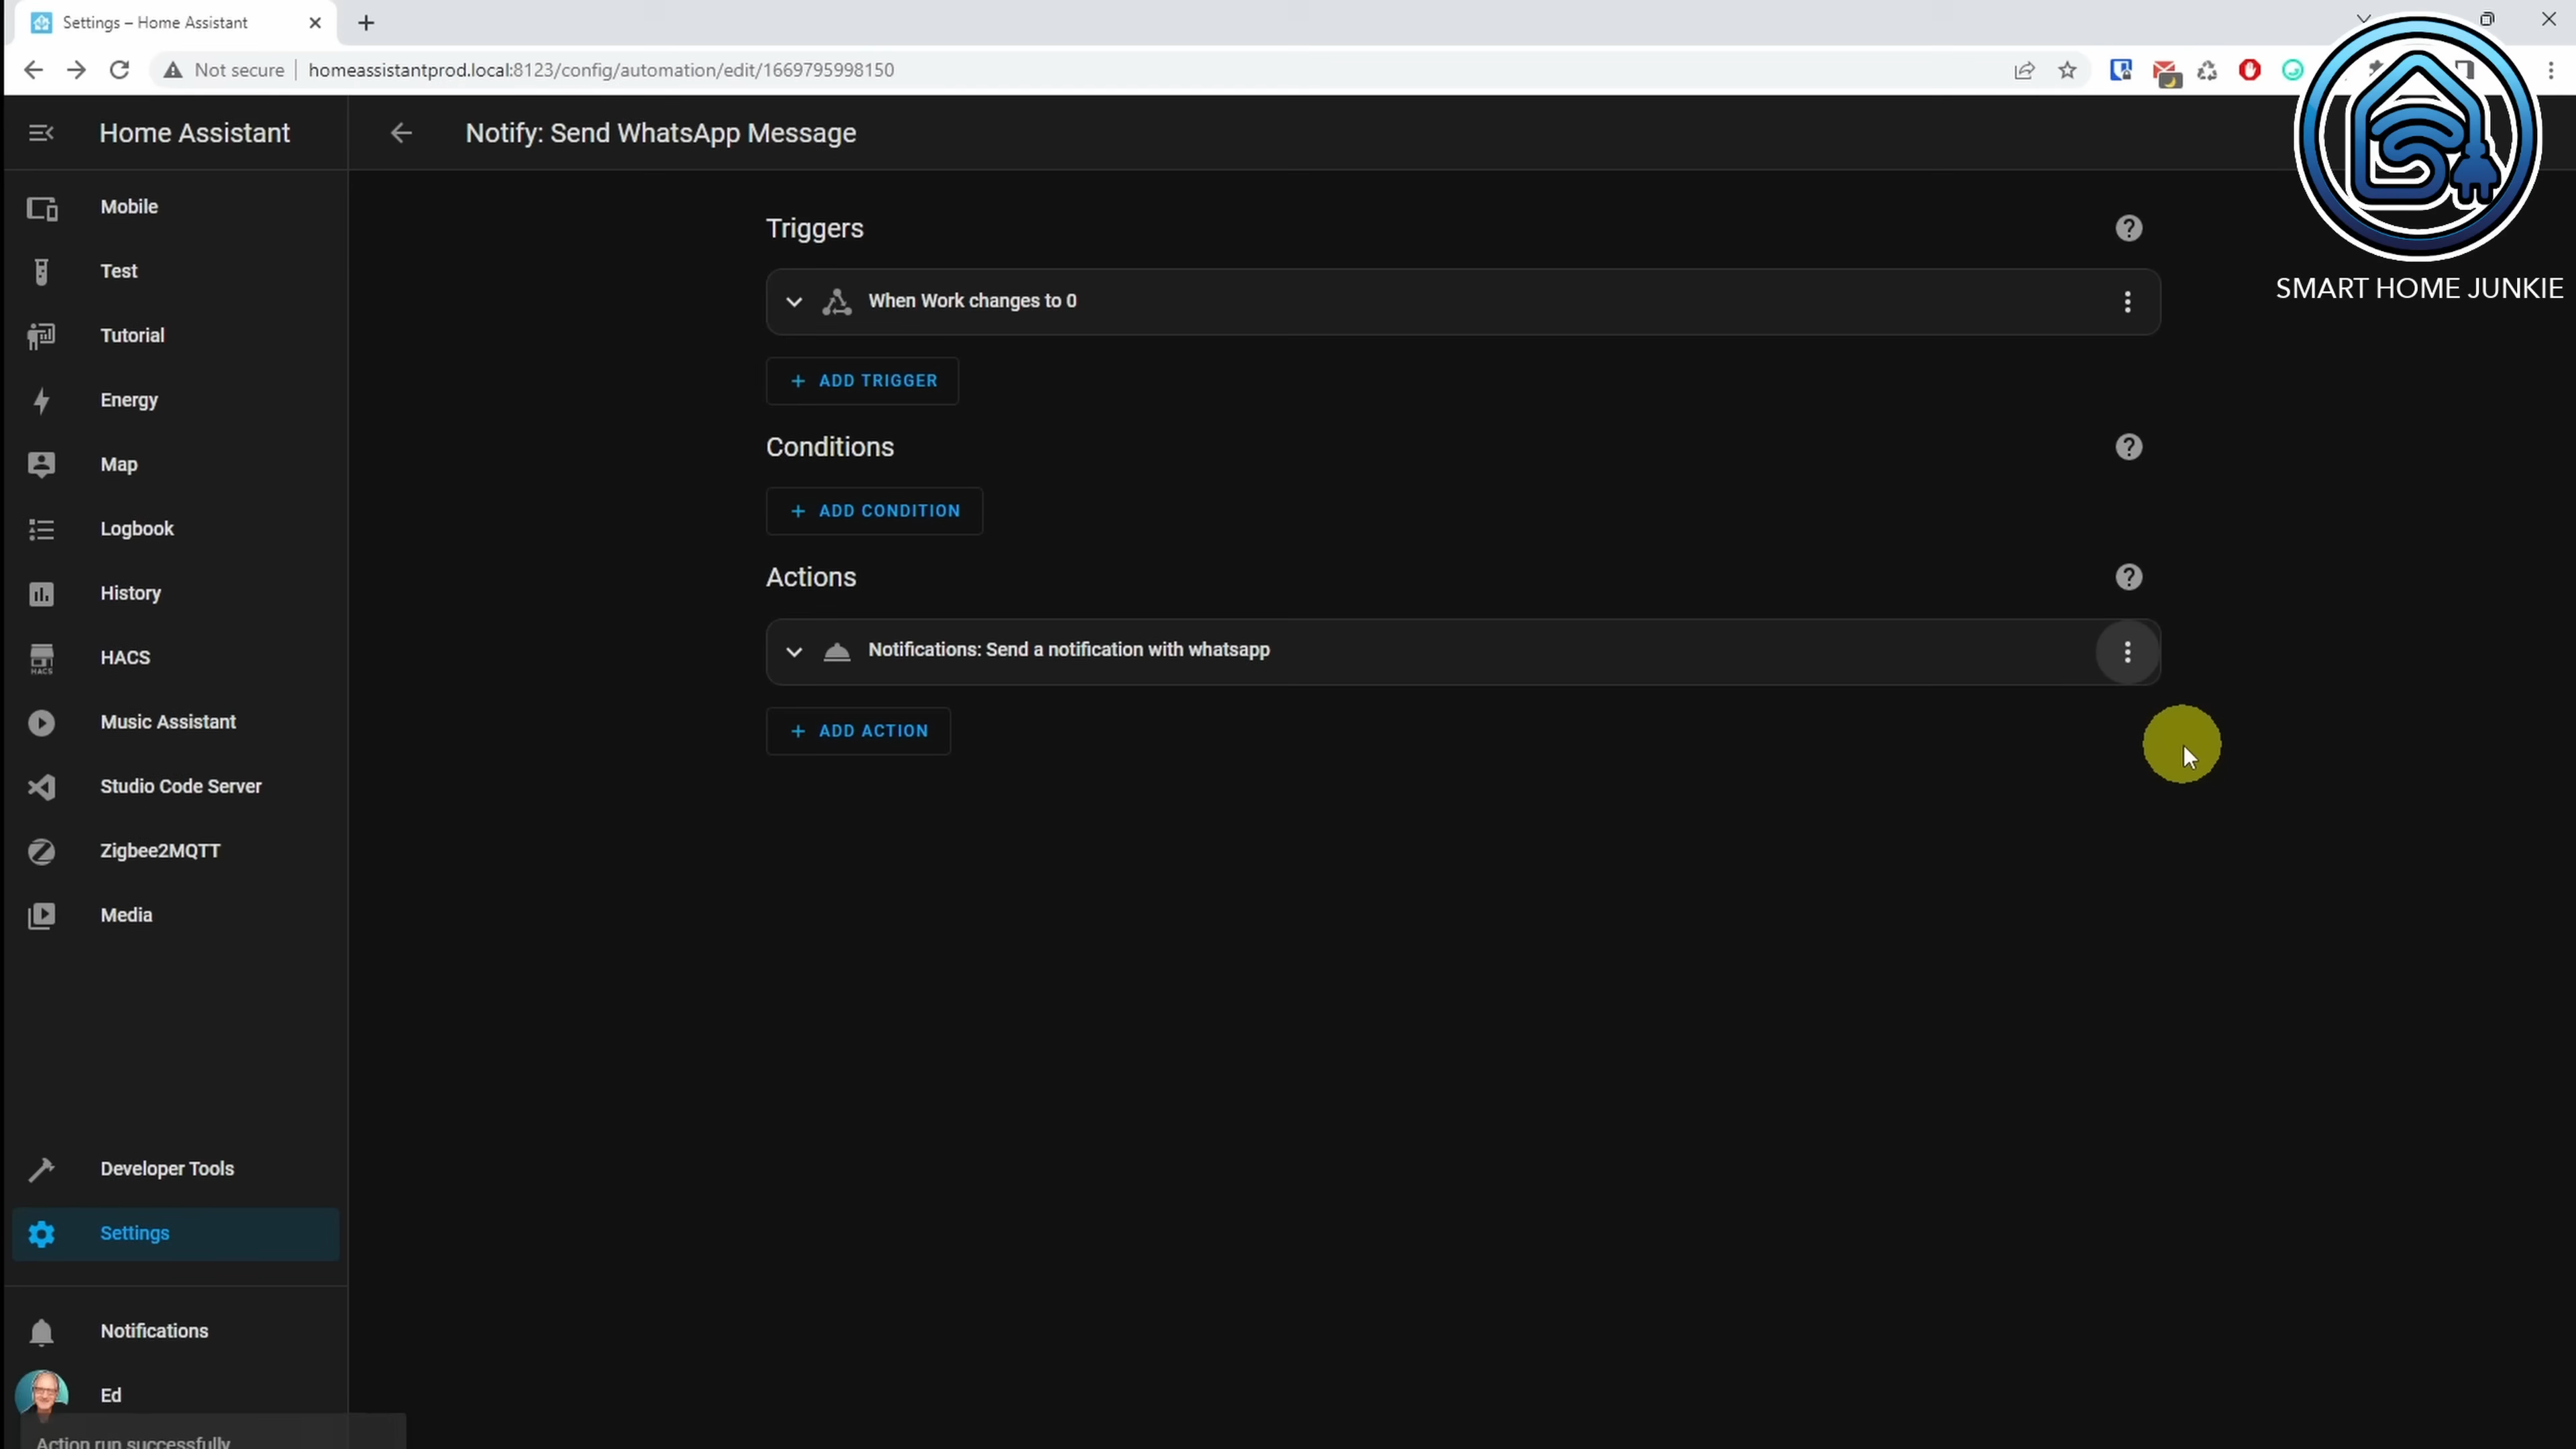 Settings – Home Assistant
Not secure
homeassistantprod.local:8123/config/automation/edit/1669795998150
Home Assistant
Notify: Send WhatsApp Message
SMART HOME JUNKIE
Mobile
Test
Tutorial
Energy
Map
Logbook
History
HACS
HACS
Music Assistant
Studio Code Server
Zigbee2MQTT
Media
Developer Tools
Settings
Notifications
Ed
Action run successfully
Triggers
When Work changes to 0
+ ADD TRIGGER
Conditions
+ ADD CONDITION
Actions
Notifications: Send a notification with whatsapp
+ ADD ACTION